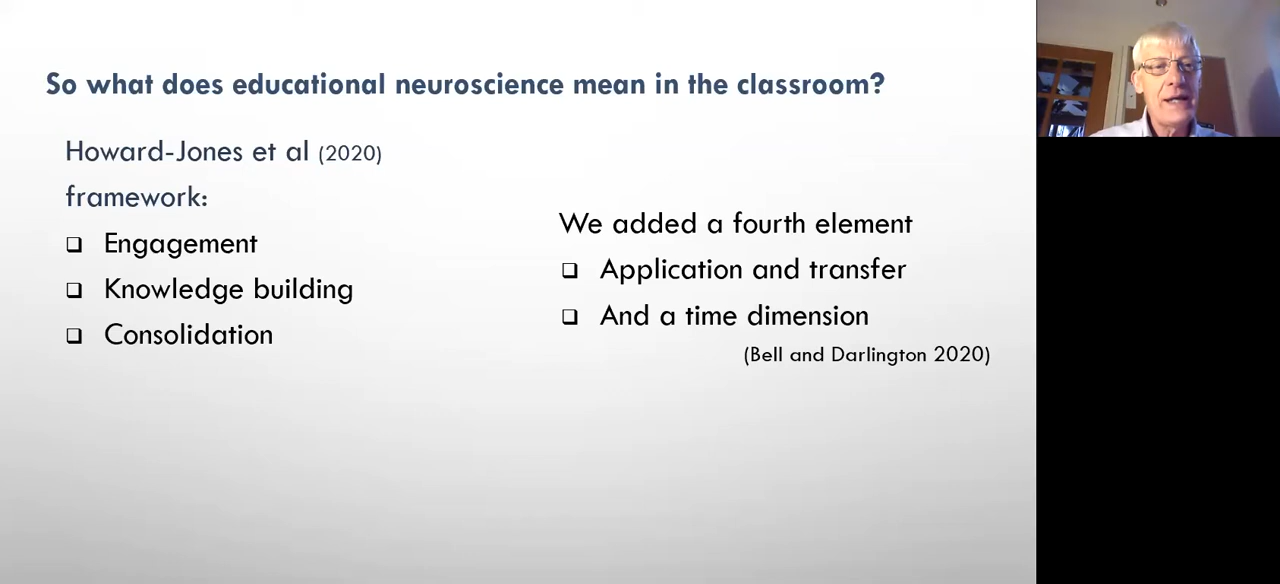 So what does educational neuroscience mean in the classroom?
Howard-Jones et al (2020)
framework:
Engagement
Knowledge building
Consolidation
We added a fourth element
Application and transfer
And a time dimension
(Bell and Darlington 2020)